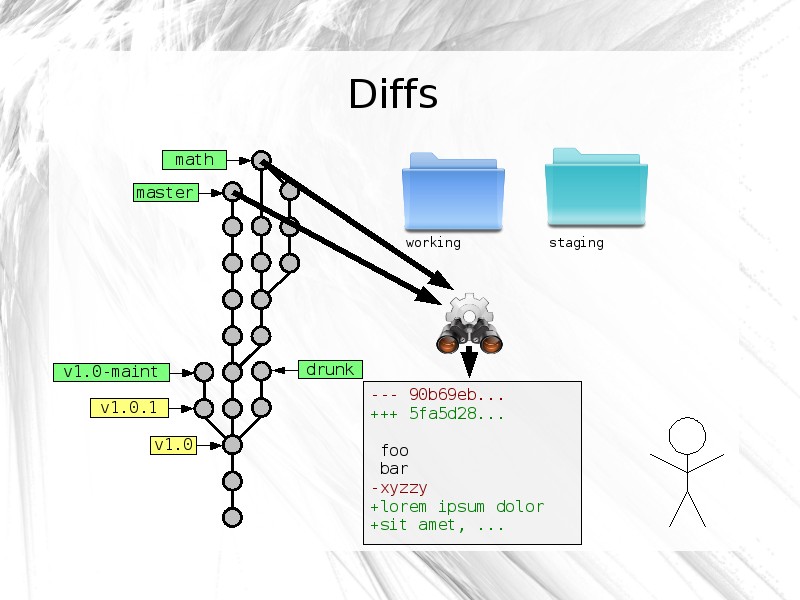 Diffs
math
master
working
staging
v1.0-maint
drunk
v1.0.1
v1.0
--- 90b69eb...
+++ 5fa5d28...
foo
bar
-xyzzy
+lorem ipsum dolor
+sit amet, ...